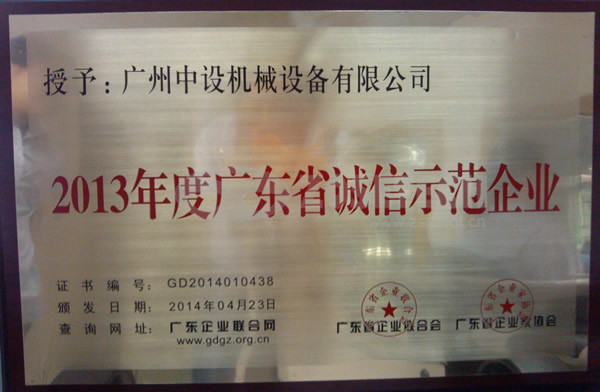 授予：广州中设机械设备有限公司
2013年度广东省诚信示范企业
证书编号：GD2014010438
颁发日期：2014年04月23日
查询网址：广东企业联合网
www.gdgz.org.cn
广东省企业联合会
广东省企业家协会